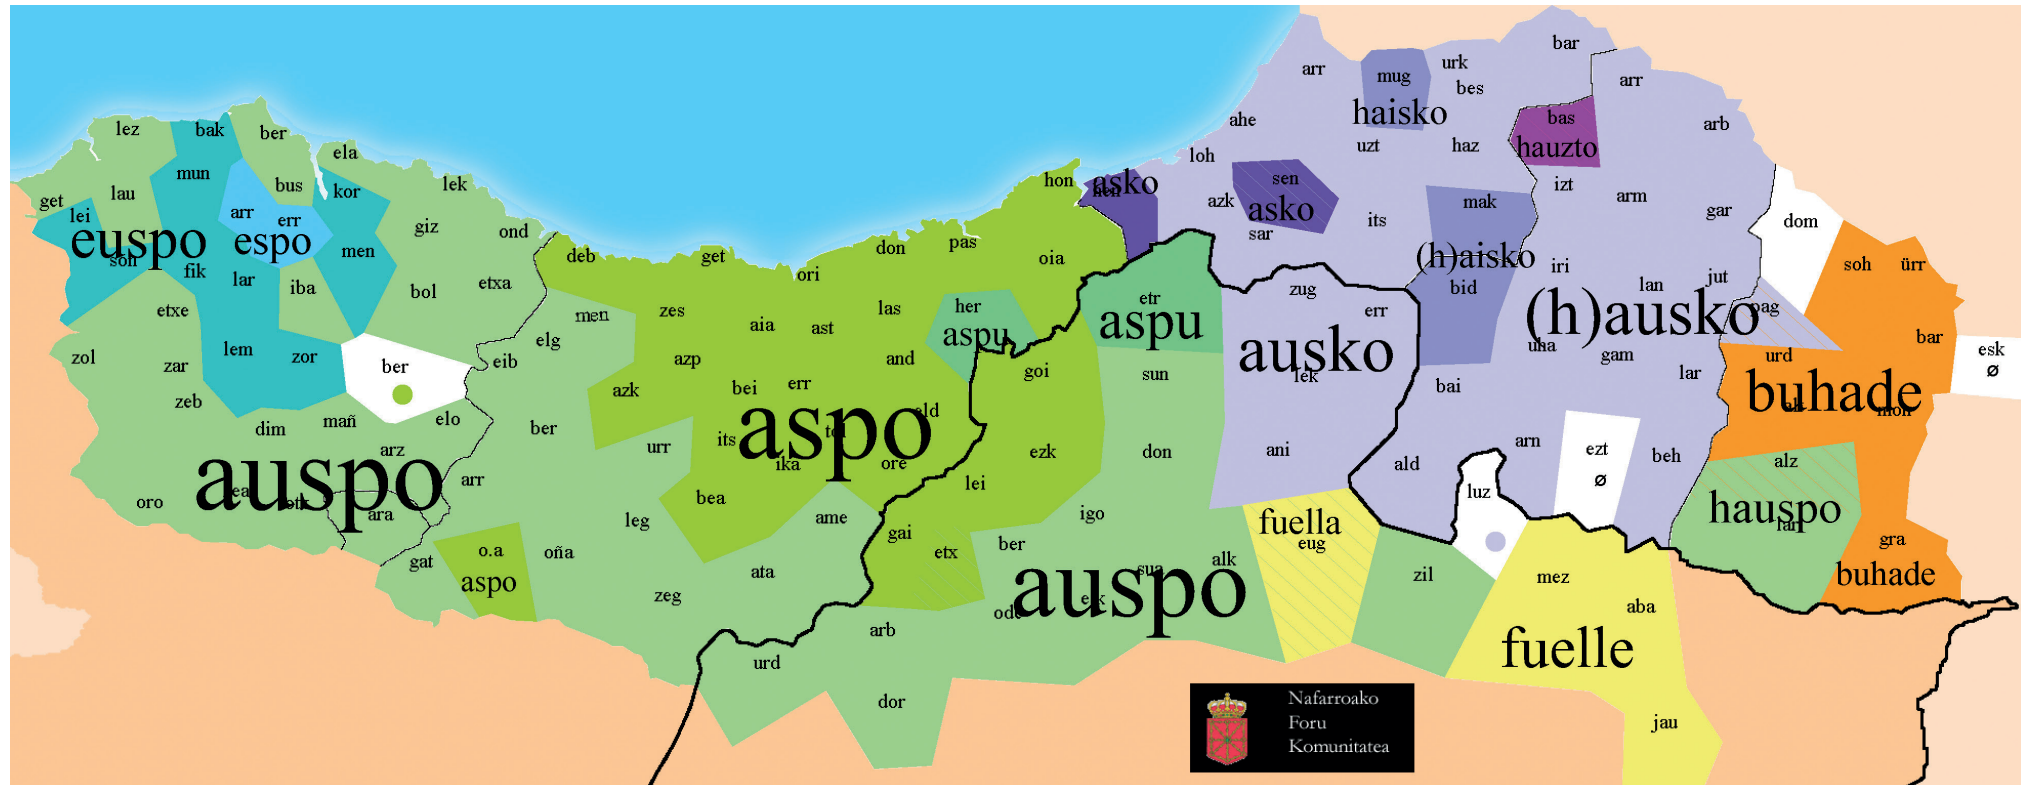 bar
arr
urk
mug
arr
bes
haisko
bas
ahe
arb
lez
bak
ber
hauzto
uzt
haz
ela
loh
mun
hon
asko
sen
izt
lau
bus
kor
lek
get
lei
arr
err
azk
asko
mak
arm
gar
its
sar
dom
euspo
espo
giz
ond
don
pas
(h)aisko
men
deb
get
oia
fik
lar
iba
bol
etxa
ori
iri
lan
jut
bid
soh
ürr
zug
etr
aspu
etxe
men
zes
las
her
aspu
err
(h)ausko
pag
aia
ast
elg
bar
lem
zor
zol
zar
ber
eib
azp
and
goi
sun
ausko
lek
uha
gam
urd
esk
ø
lar
bai
buhade
zeb
azk
bei
err
dim
mañ
elo
ber
its
aspo
arz
urr
ika
ore
ezk
don
ani
ald
arn
ezt
ø
beh
alz
auspo
oro
ara
arr
bea
lei
luz
hauspo
leg
ame
igo
gai
fuella
eug
gat
o.a
aspo
oña
etx
ber
alk
auspo
gra
buhade
ata
zil
mez
zeg
aba
arb
fuelle
urd
dor
jau
Nafarroako
Foru
Komunitatea